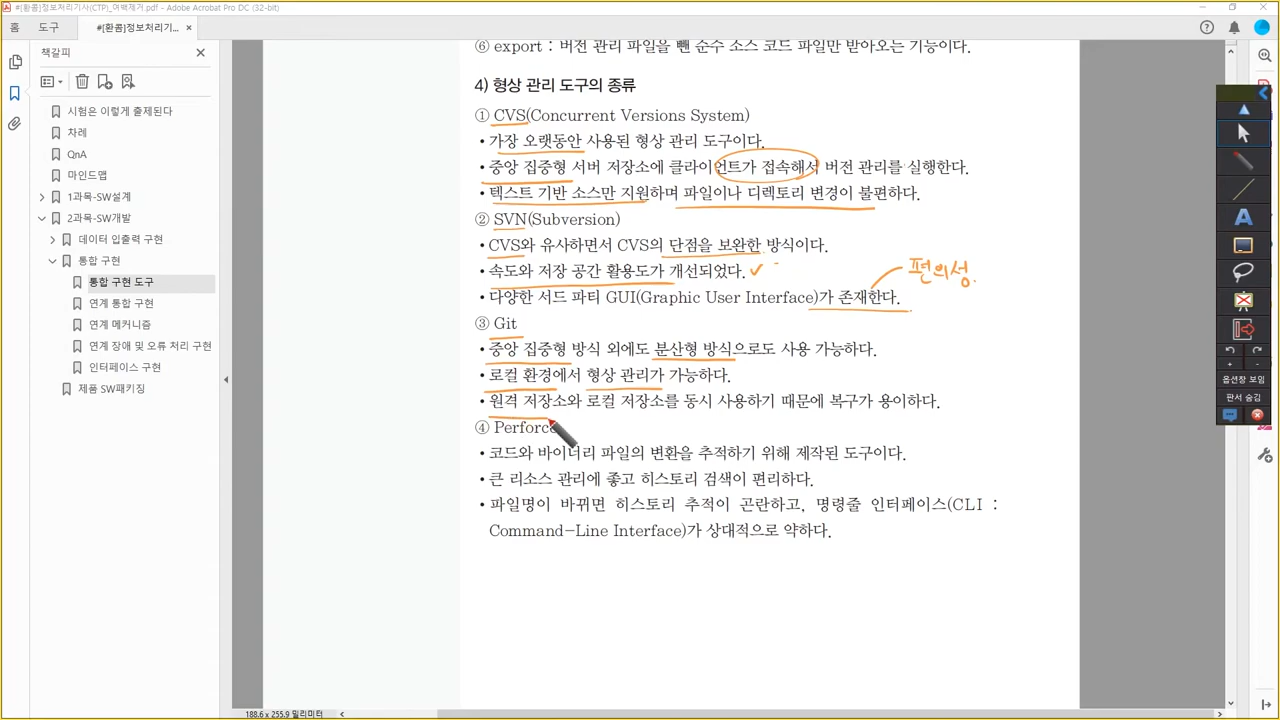 #[환콤]정보처리기사(CTP)_여백제거.pdf - Adobe Acrobat Pro DC (32-bit)
홈 도구 #[환콤]정보처리기... ×
책갈피
시험은 이렇게 출제된다
차례
QnA
마인드맵
1과목-SW설계
2과목-SW개발
데이터 입출력 구현
통합 구현
통합 구현 도구
연계 통합 구현
연계 메커니즘
연계 장애 및 오류 처리 구현
인터페이스 구현
제품 SW패키징
⑥ export : 버전 관리 파일을 뺀 순수 소스 코드 파일만 받아오는 기능이다.
4) 형상 관리 도구의 종류
① CVS(Concurrent Versions System)
• 가장 오랫동안 사용된 형상 관리 도구이다.
• 중앙 집중형 서버 저장소에 클라이언트가 접속해서 버전 관리를 실행한다.
• 텍스트 기반 소스만 지원하며 파일이나 디렉토리 변경이 불편하다.
② SVN(Subversion)
• CVS와 유사하면서 CVS의 단점을 보완한 방식이다.
• 속도와 저장 공간 활용도가 개선되었다.
편의성.
• 다양한 서드 파티 GUI(Graphic User Interface)가 존재한다.
③ Git
• 중앙 집중형 방식 외에도 분산형 방식으로도 사용 가능하다.
• 로컬 환경에서 형상 관리가 가능하다.
• 원격 저장소와 로컬 저장소를 동시 사용하기 때문에 복구가 용이하다.
④ Perforce
• 코드와 바이너리 파일의 변환을 추적하기 위해 제작된 도구이다.
• 큰 리소스 관리에 좋고 히스토리 검색이 편리하다.
• 파일명이 바뀌면 히스토리 추적이 곤란하고, 명령줄 인터페이스(CLI :
Command-Line Interface)가 상대적으로 약하다.
A
옵션창 보임
판서 숨김
188.6 x 255.9 밀리미터